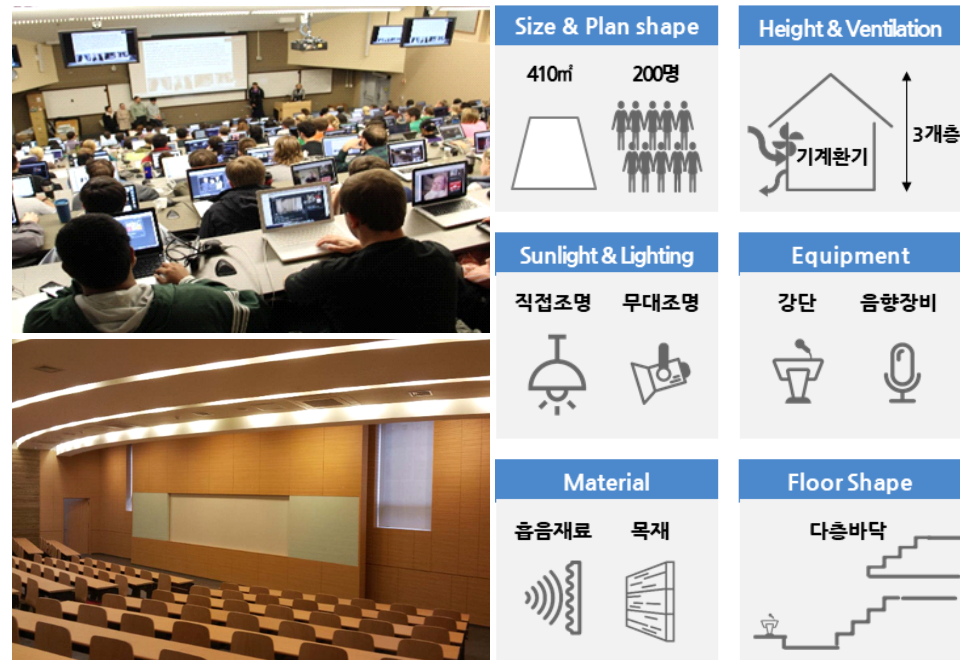 Size & Plan shape
410㎡ 200명
Height & Ventilation
기계환기
3개층
Sunlight & Lighting
직접조명 무대조명
Equipment
강단 음향장비
Material
흡음재료 목재
Floor Shape
다층바닥